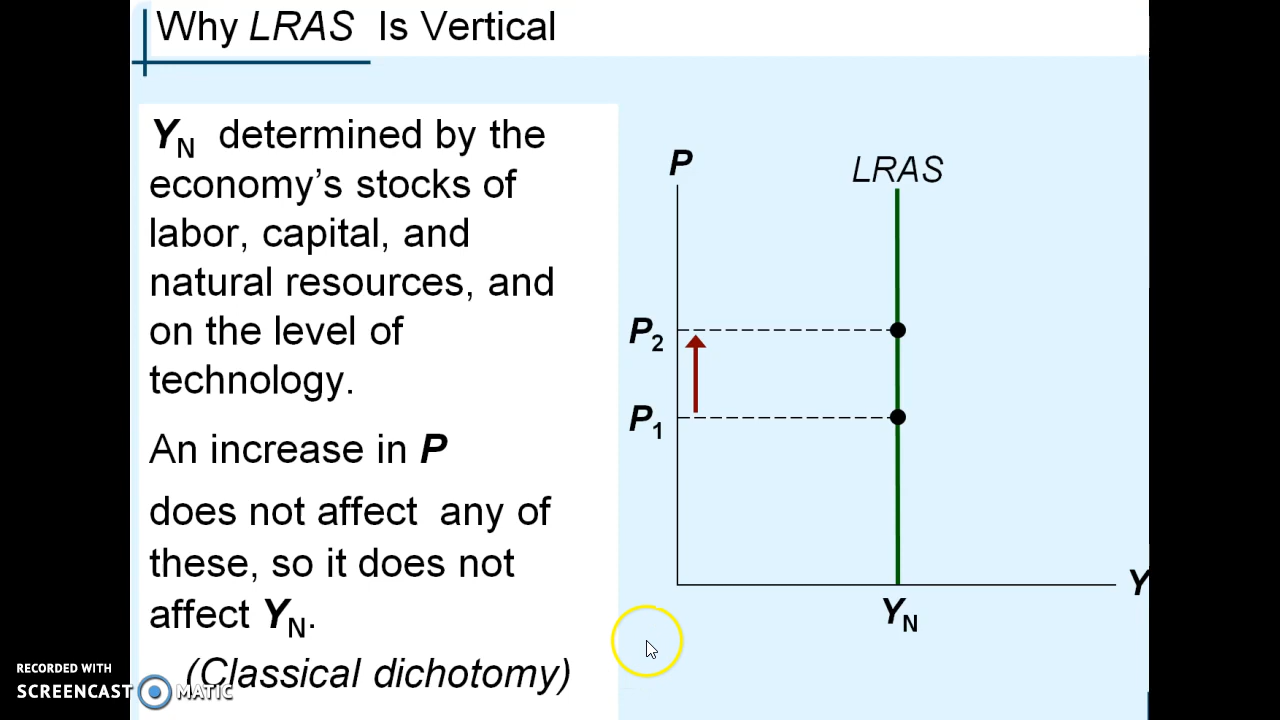 Why LRAS Is Vertical
YN determined by the
economy's stocks of
labor, capital, and
natural resources, and
on the level of
technology.
An increase in P
does not affect any of
these, so it does not
affect YN.
(Classical dichotomy)
P
LRAS
P2
P1
Y
YN
RECORDED WITH
SCREENCAST MATIC